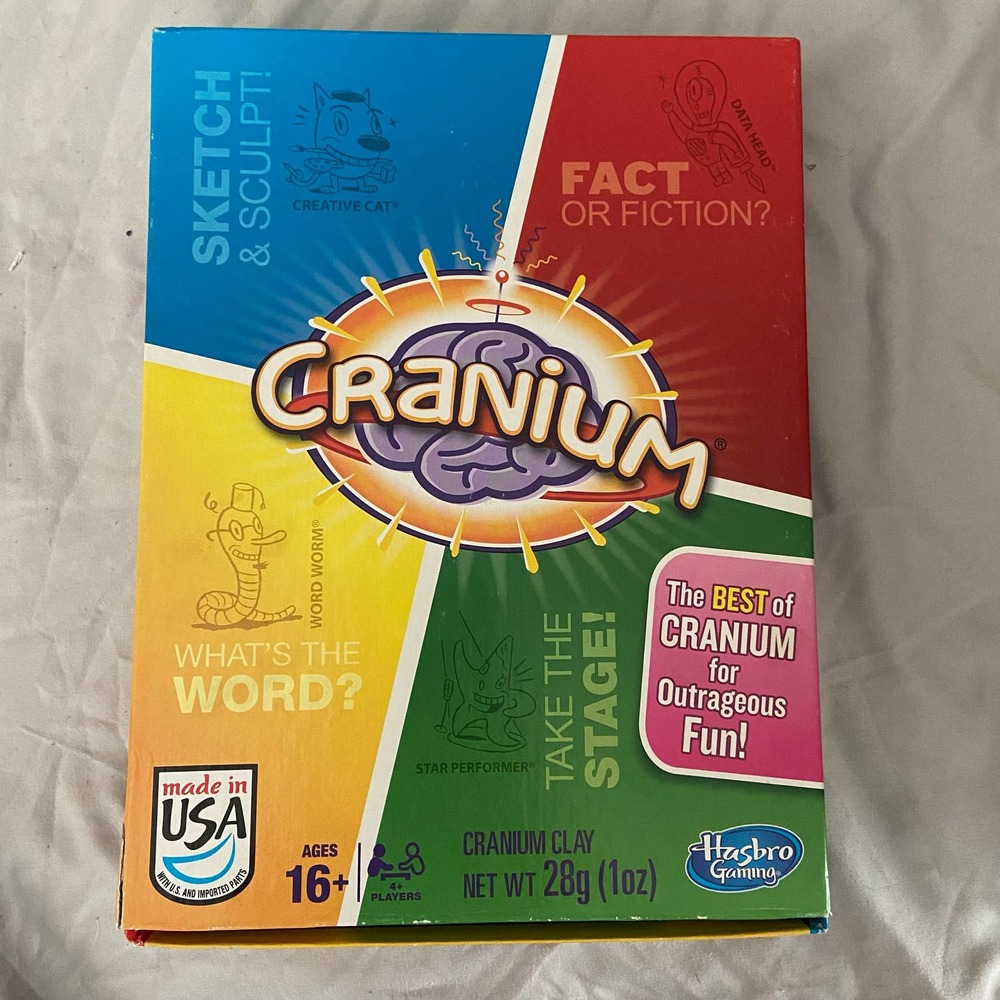 SKETCH
& SCULPT!
CREATIVE CAT®
DATA HEAD™
FACT
OR FICTION?
CRANIUM®
WORD WORM®
WHAT'S THE
WORD?
TAKE THE
STAGE!
STAR PERFORMER®
The BEST of
CRANIUM
for
Outrageous
Fun!
made in
USA
WITH U.S. AND IMPORTED PARTS
AGES
16+
4+
PLAYERS
CRANIUM CLAY
NET WT 28g (1oz)
Hasbro
Gaming